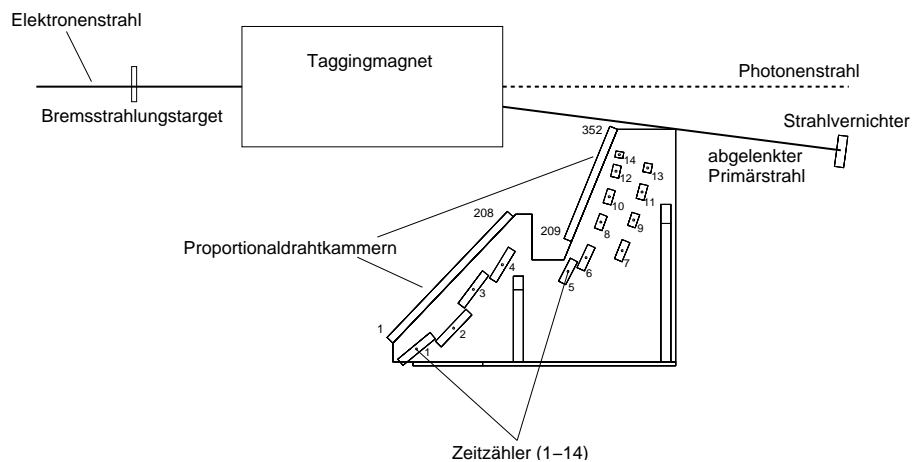 Elektronenstrahl
Taggingmagnet
Photonenstrahl
Bremsstrahlungstarget
Strahlvernichter
352
abgelenkter
Primärstrahl
14
13
12
11
10
9
8
7
208
209
6
5
Proportionaldrahtkammern
4
3
2
1
1
Zeitzähler (1–14)